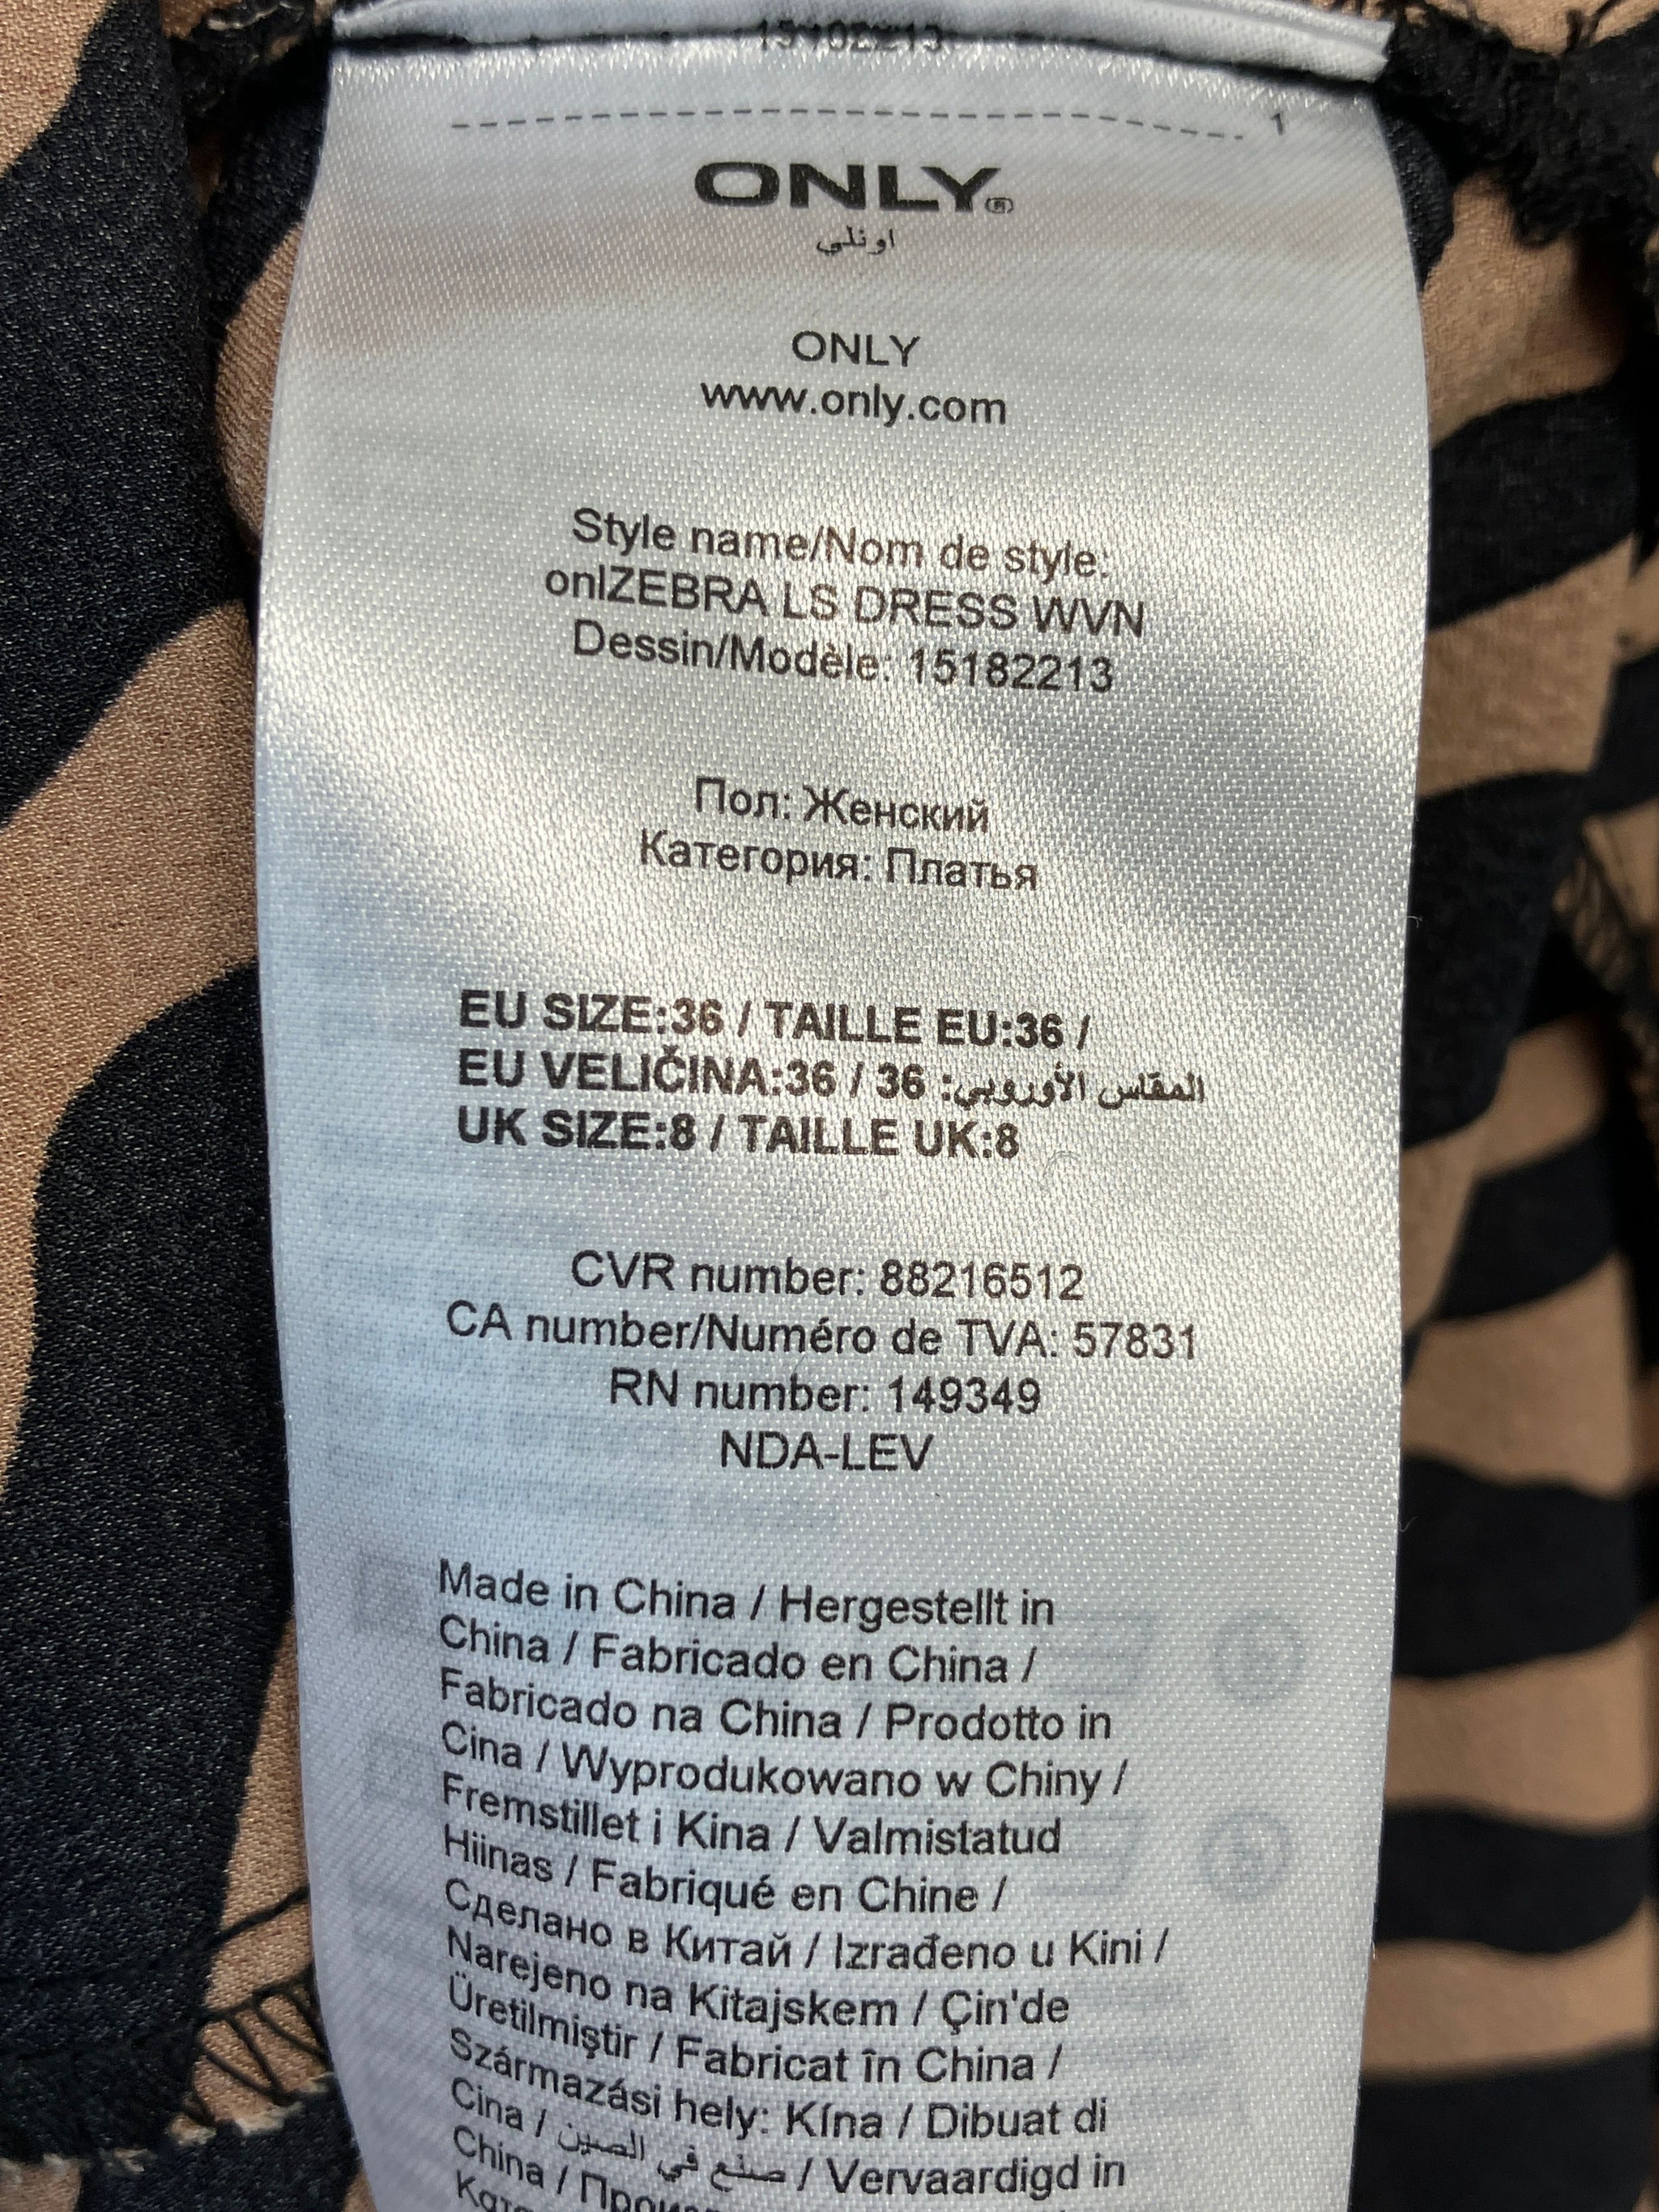 1
ONLY®
اونلي
ONLY
www.only.com
Style name/Nom de style:
onlZEBRA LS DRESS WVN
Dessin/Modèle: 15182213
Пол: Женский
Категория: Платья
EU SIZE:36 / TAILLE EU:36 /
EU VELIČINA:36 / 36 :المقاس الأوروبي
UK SIZE:8 / TAILLE UK:8
CVR number: 88216512
CA number/Numéro de TVA: 57831
RN number: 149349
NDA-LEV
Made in China / Hergestellt in
China / Fabricado en China /
Fabricado na China / Prodotto in
Cina / Wyprodukowano w Chiny /
Fremstillet i Kina / Valmistatud
Hiinas / Fabriqué en Chine /
Сделано в Китай / Izrađeno u Kini /
Narejeno na Kitajskem / Çin'de
Üretilmiştir / Fabricat în China /
Származási hely: Kína / Dibuat di
Cina / صنع في الصين / Vervaardigd in
China /